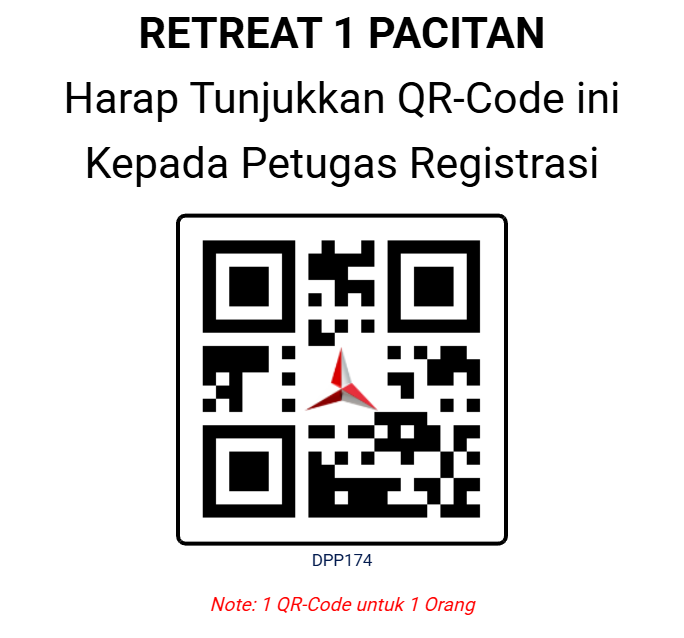 RETREAT 1 PACITAN
Harap Tunjukkan QR-Code ini
Kepada Petugas Registrasi
DPP174
Note: 1 QR-Code untuk 1 Orang